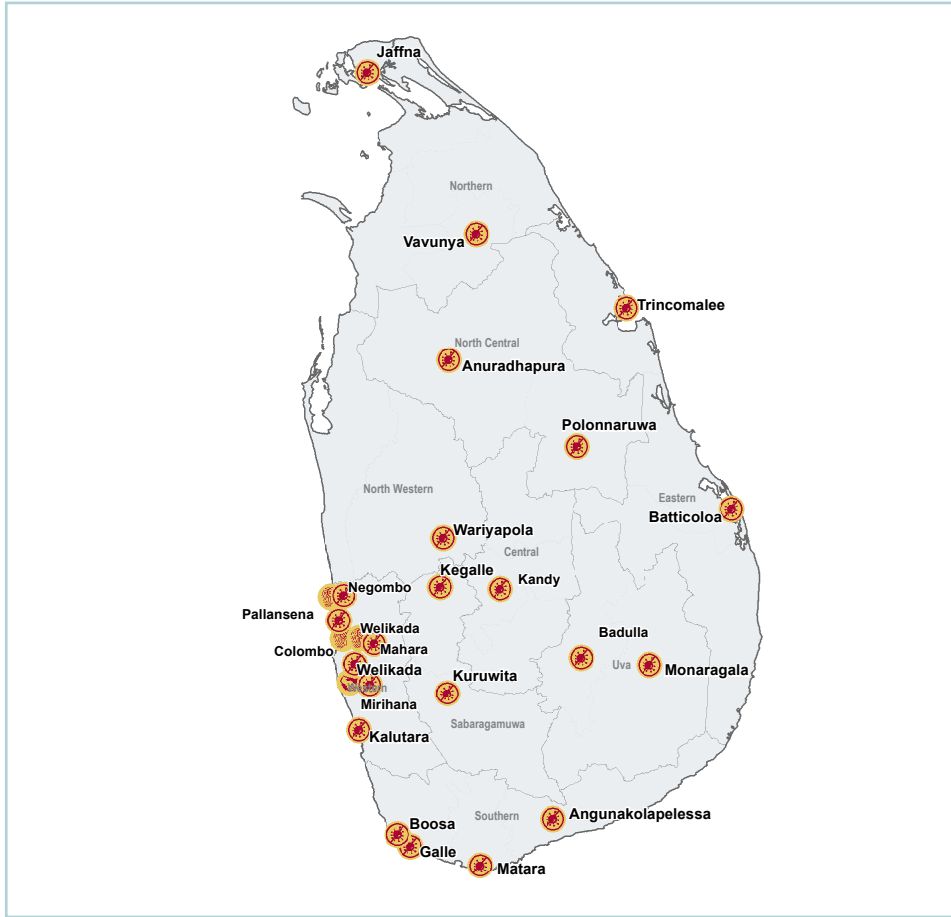 Jaffna
Northern
Vavunya
Trincomalee
North Central
Anuradhapura
Polonnaruwa
North Western
Eastern
Batticoloa
Wariyapola
Central
Kegalle
Kandy
Negombo
Pallansena
Welikada
Badulla
Colombo
Mahara
Uva
Welikada
Monaragala
Kuruwita
Western
Mirihana
Sabaragamuwa
Kalutara
Angunakolapelessa
Southern
Boosa
Galle
Matara